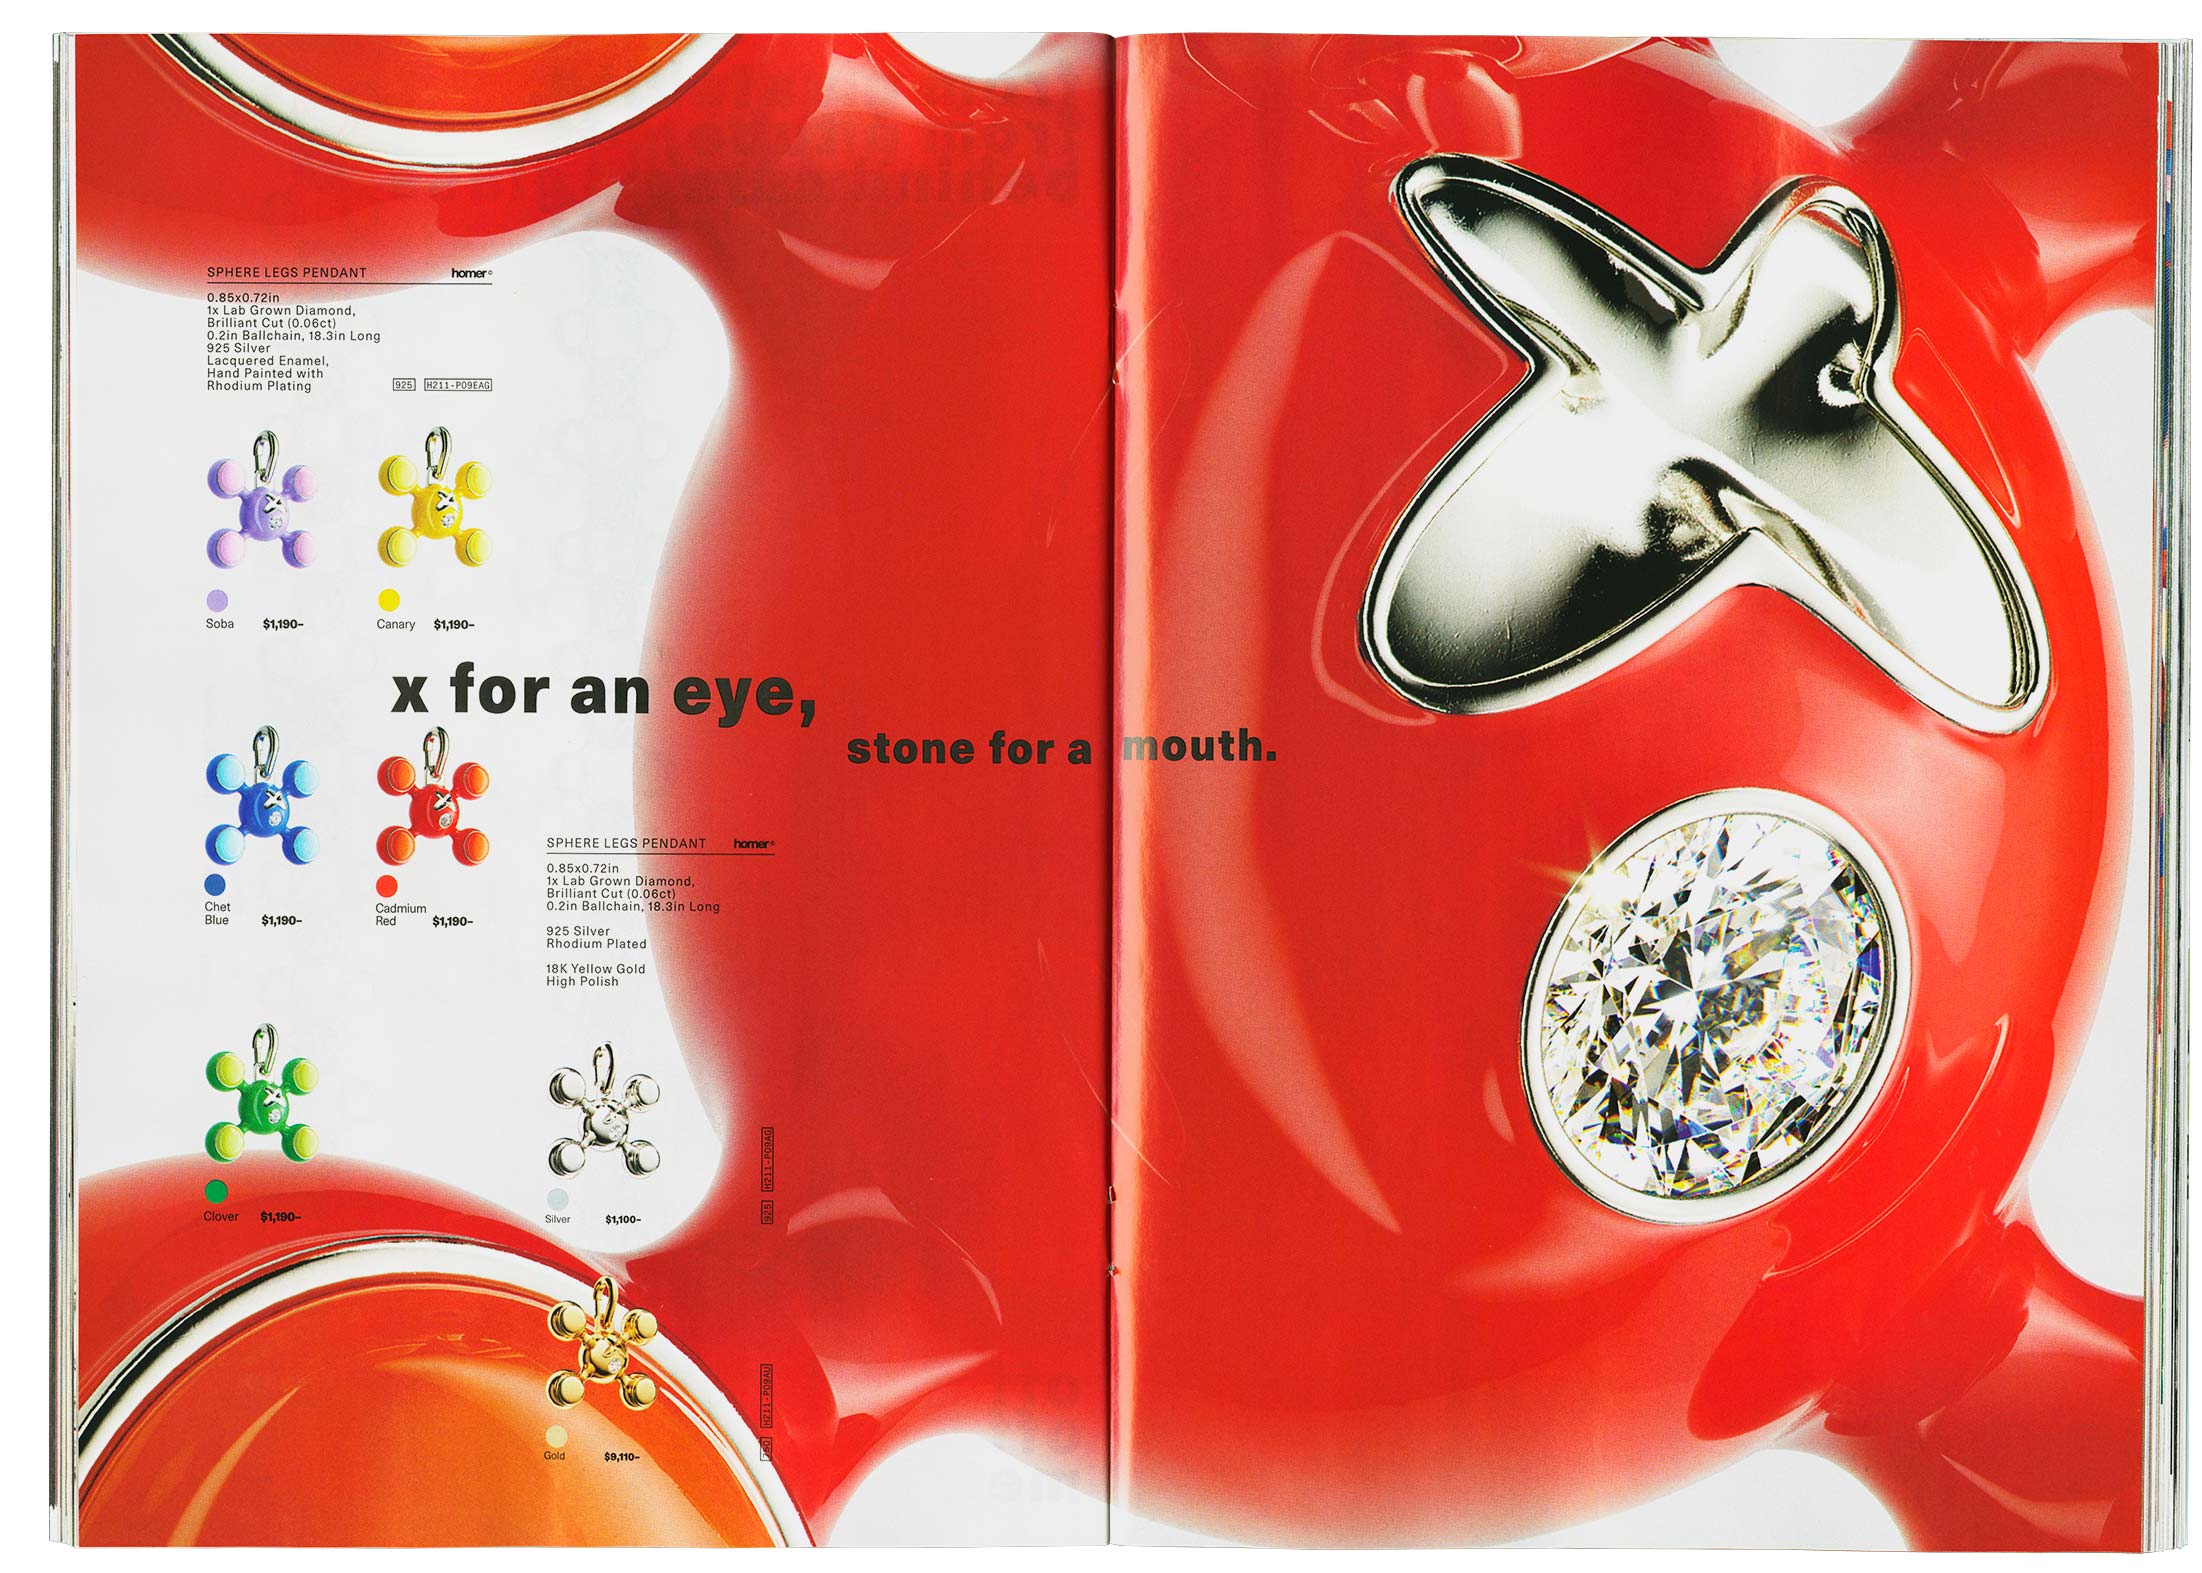 SPHERE LEGS PENDANT homer©
0.85x0.72in
1x Lab Grown Diamond,
Brilliant Cut (0.06ct)
0.2in Ballchain, 18.3in Long
925 Silver
Lacquered Enamel,
Hand Painted with
Rhodium Plating
925 H211-P09EAG
Soba $1,190–
Canary $1,190–
x for an eye,
stone for a mouth.
Chet
Blue $1,190–
Cadmium
Red $1,190–
SPHERE LEGS PENDANT homer©
0.85x0.72in
1x Lab Grown Diamond,
Brilliant Cut (0.06ct)
0.2in Ballchain, 18.3in Long
925 Silver
Rhodium Plated
18K Yellow Gold
High Polish
Clover $1,190–
Silver $1,100–
925 H211-P09AG
Gold $9,110–
H211-P09AU